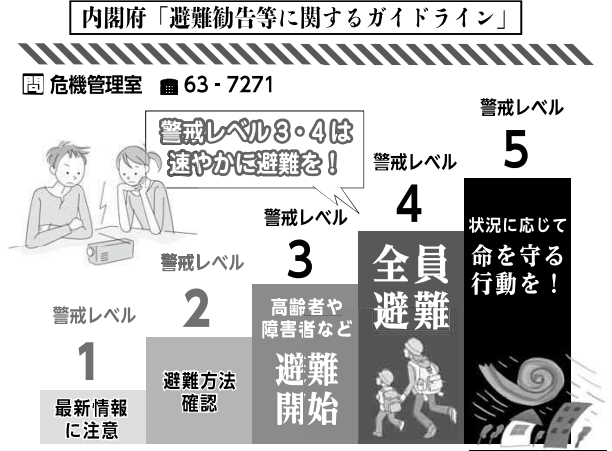 内閣府「避難勧告等に関するガイドライン」
問 危機管理室 ☎ 63 - 7271
警戒レベル3・4は
速やかに避難を！
警戒レベル
5
状況に応じて
命を守る
行動を！
警戒レベル
4
全員
避難
警戒レベル
3
高齢者や
障害者など
避難
開始
警戒レベル
2
避難方法
確認
警戒レベル
1
最新情報
に注意